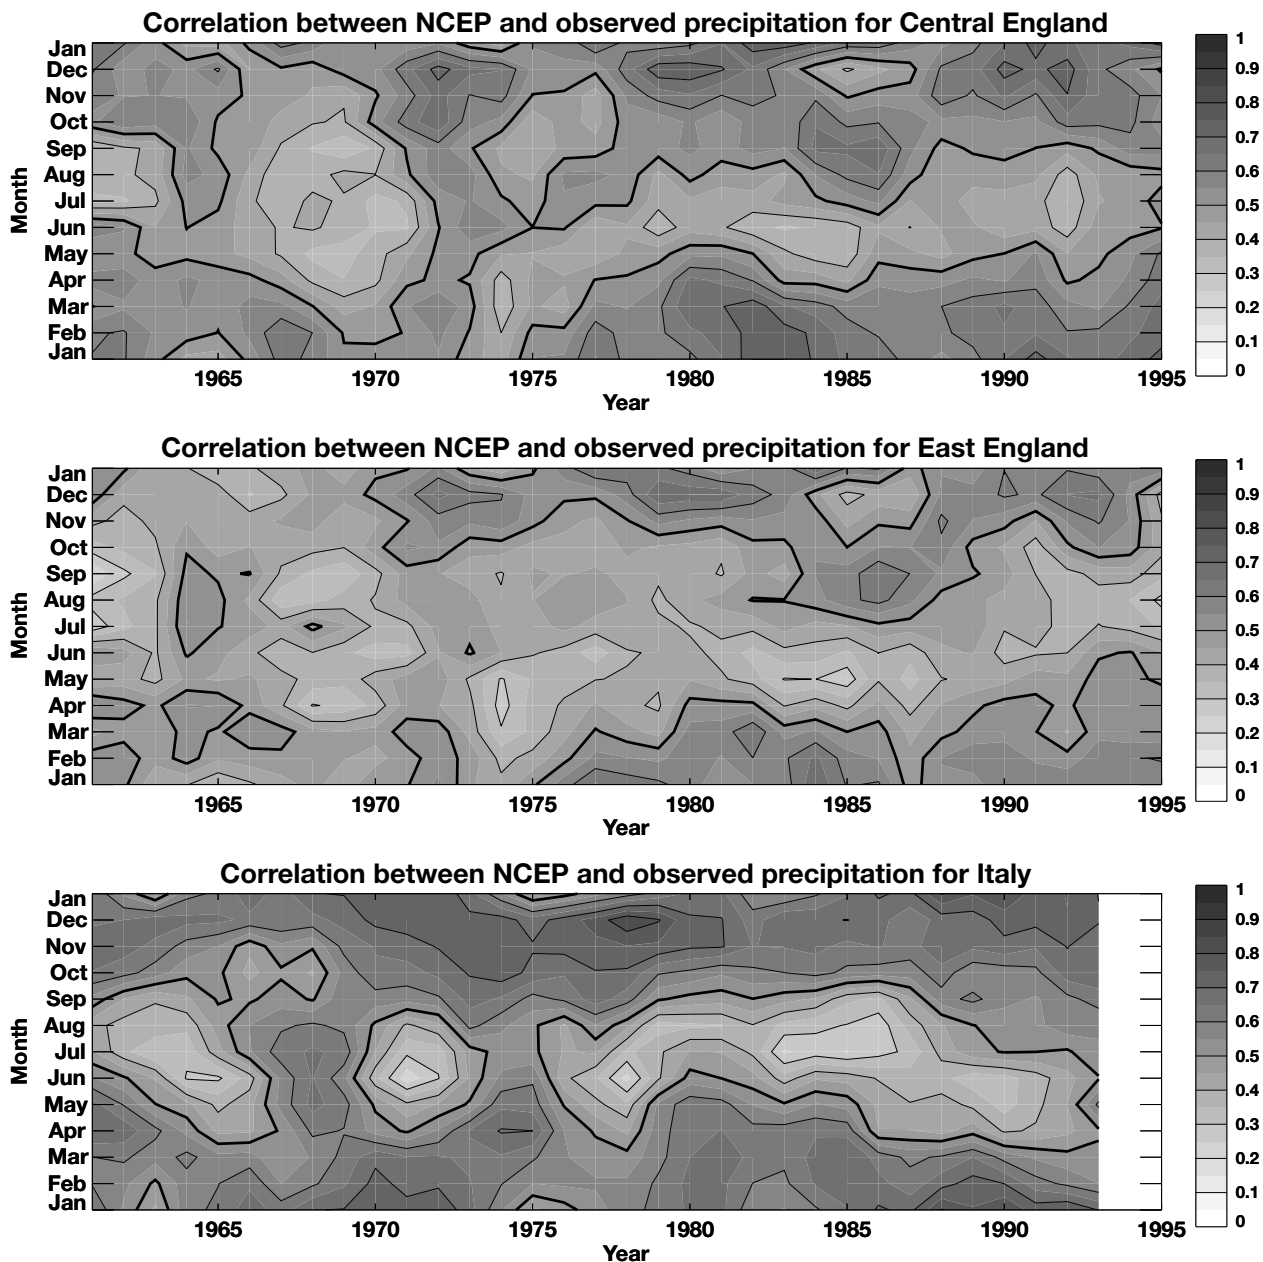 Correlation between NCEP and observed precipitation for Central England
Month
Jan
Dec
Nov
Oct
Sep
Aug
Jul
Jun
May
Apr
Mar
Feb
Jan
1965 1970 1975 1980 1985 1990 1995
Year
1
0.9
0.8
0.7
0.6
0.5
0.4
0.3
0.2
0.1
0
Correlation between NCEP and observed precipitation for East England
Month
Jan
Dec
Nov
Oct
Sep
Aug
Jul
Jun
May
Apr
Mar
Feb
Jan
1965 1970 1975 1980 1985 1990 1995
Year
1
0.9
0.8
0.7
0.6
0.5
0.4
0.3
0.2
0.1
0
Correlation between NCEP and observed precipitation for Italy
Month
Jan
Dec
Nov
Oct
Sep
Aug
Jul
Jun
May
Apr
Mar
Feb
Jan
1965 1970 1975 1980 1985 1990 1995
Year
1
0.9
0.8
0.7
0.6
0.5
0.4
0.3
0.2
0.1
0